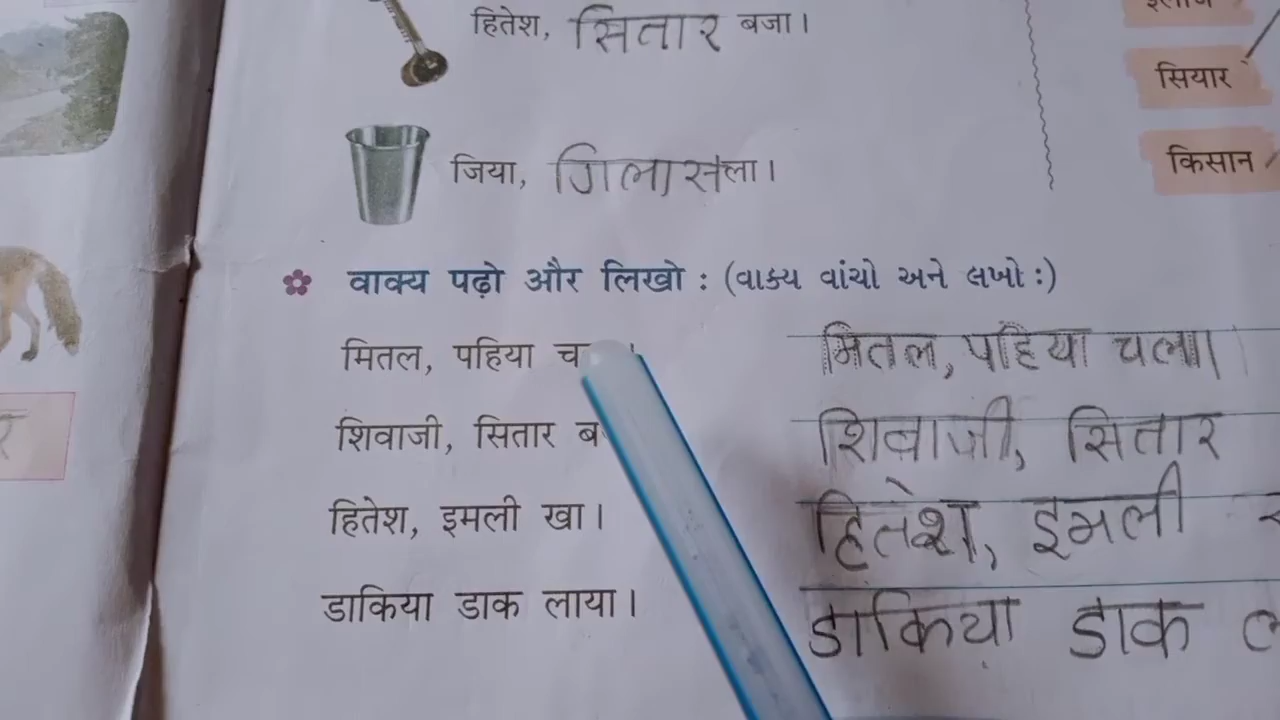 हितेश, सितार बजा।
जिया, गिलास ला।
वाक्य पढ़ो और लिखो : (વાક્ય વાંચો અને લખો :)
मितल, पहिया
मितल, पहिया चला।
शिवाजी, सितार
शिवाजी, सितार
हितेश, इमली खा।
हितेश, इमली
डाकिया डाक लाया।
डाकिया डाक
सियार
किसान